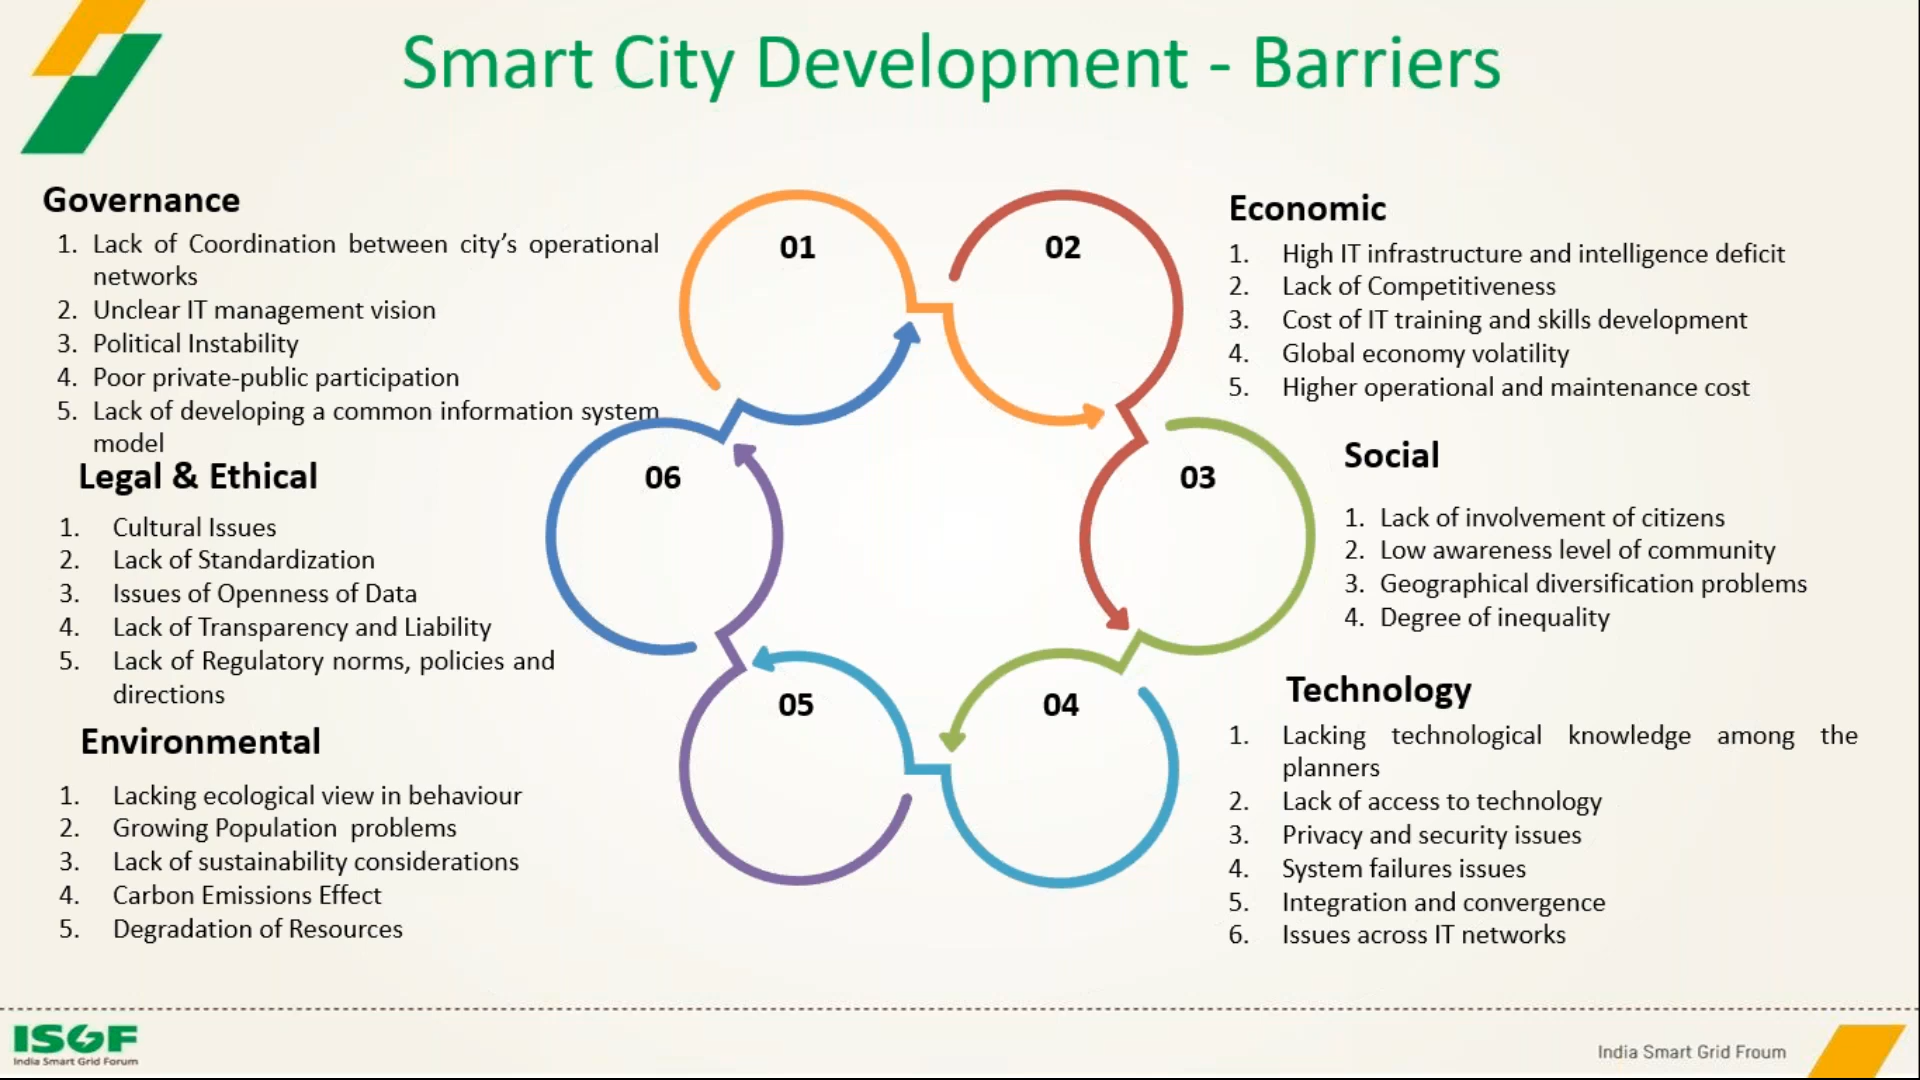 Smart City Development - Barriers
Governance
1. Lack of Coordination between city’s operational
networks
2. Unclear IT management vision
3. Political Instability
4. Poor private-public participation
5. Lack of developing a common information system
model
Legal & Ethical
1. Cultural Issues
2. Lack of Standardization
3. Issues of Openness of Data
4. Lack of Transparency and Liability
5. Lack of Regulatory norms, policies and
directions
Environmental
1. Lacking ecological view in behaviour
2. Growing Population problems
3. Lack of sustainability considerations
4. Carbon Emissions Effect
5. Degradation of Resources
01
02
03
04
05
06
Economic
1. High IT infrastructure and intelligence deficit
2. Lack of Competitiveness
3. Cost of IT training and skills development
4. Global economy volatility
5. Higher operational and maintenance cost
Social
1. Lack of involvement of citizens
2. Low awareness level of community
3. Geographical diversification problems
4. Degree of inequality
Technology
1. Lacking technological knowledge among the
planners
2. Lack of access to technology
3. Privacy and security issues
4. System failures issues
5. Integration and convergence
6. Issues across IT networks
ISGF
India Smart Grid Forum
India Smart Grid Froum